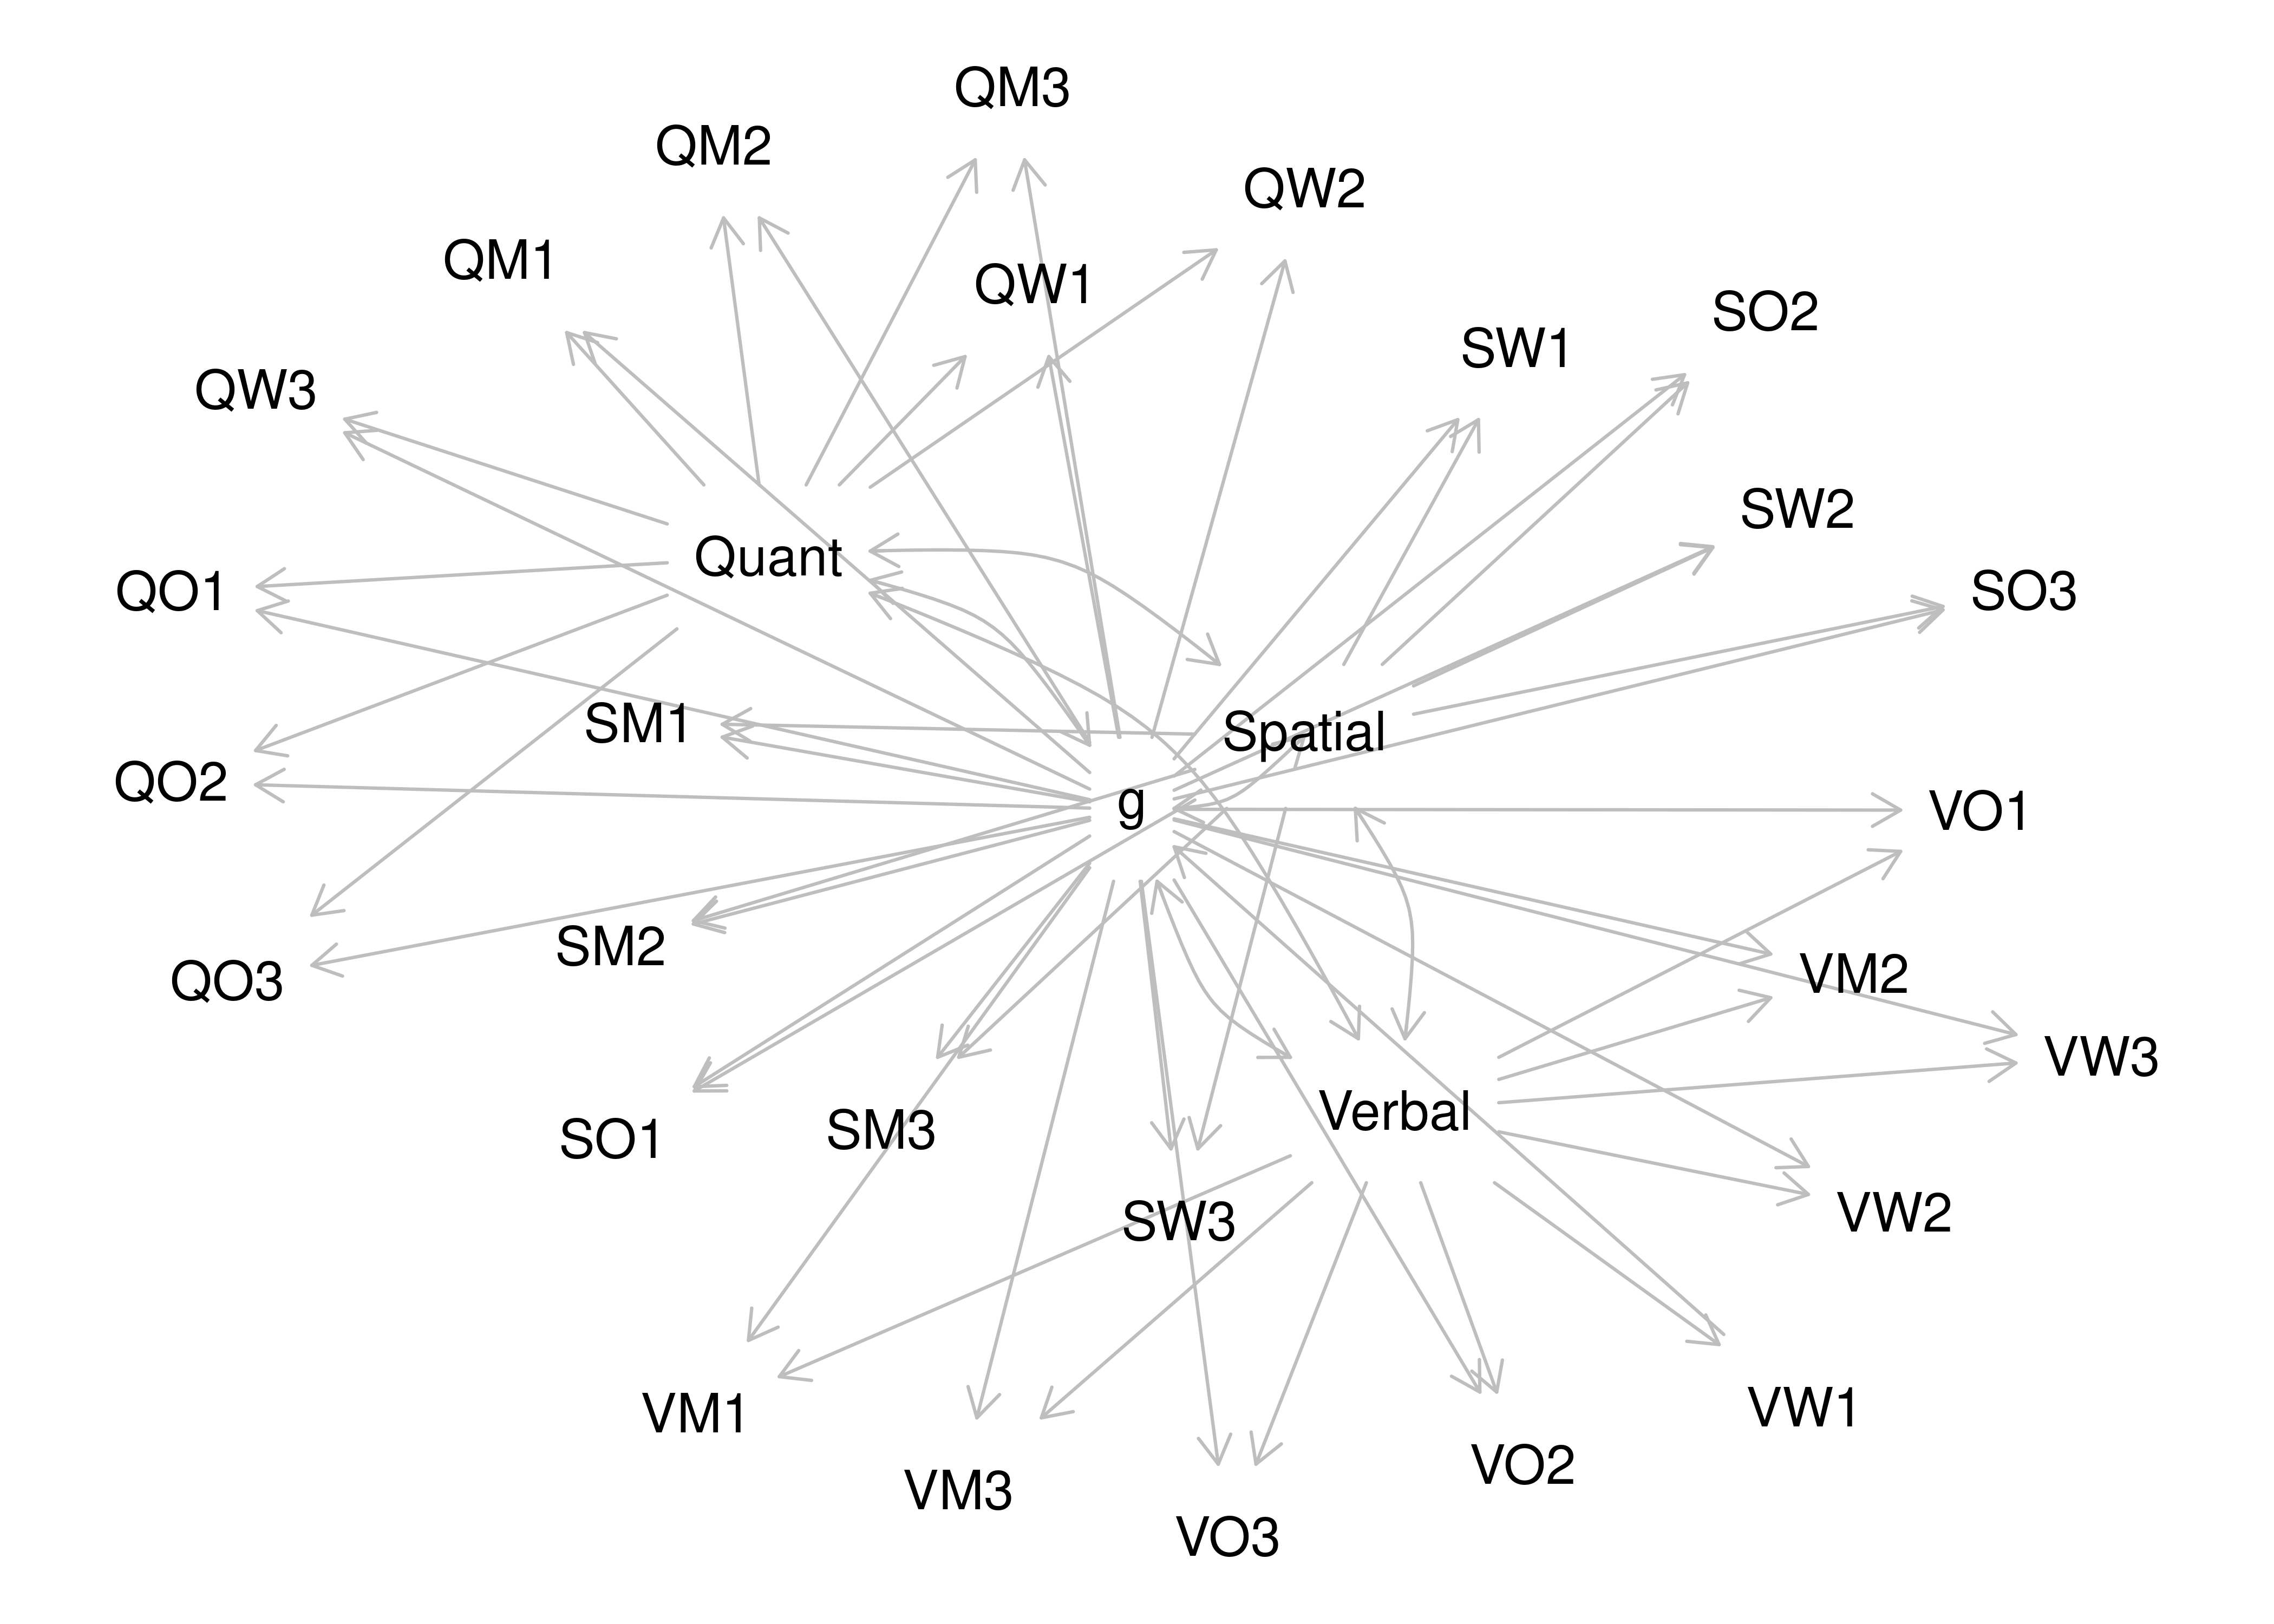 QM3
QM2
QW2
QM1
QW1
SO2
SW1
QW3
SW2
Quant
QO1
SO3
SM1
Spatial
QO2
g
VO1
SM2
VM2
QO3
VW3
Verbal
SM3
SO1
VW2
SW3
VW1
VM1
VO2
VM3
VO3